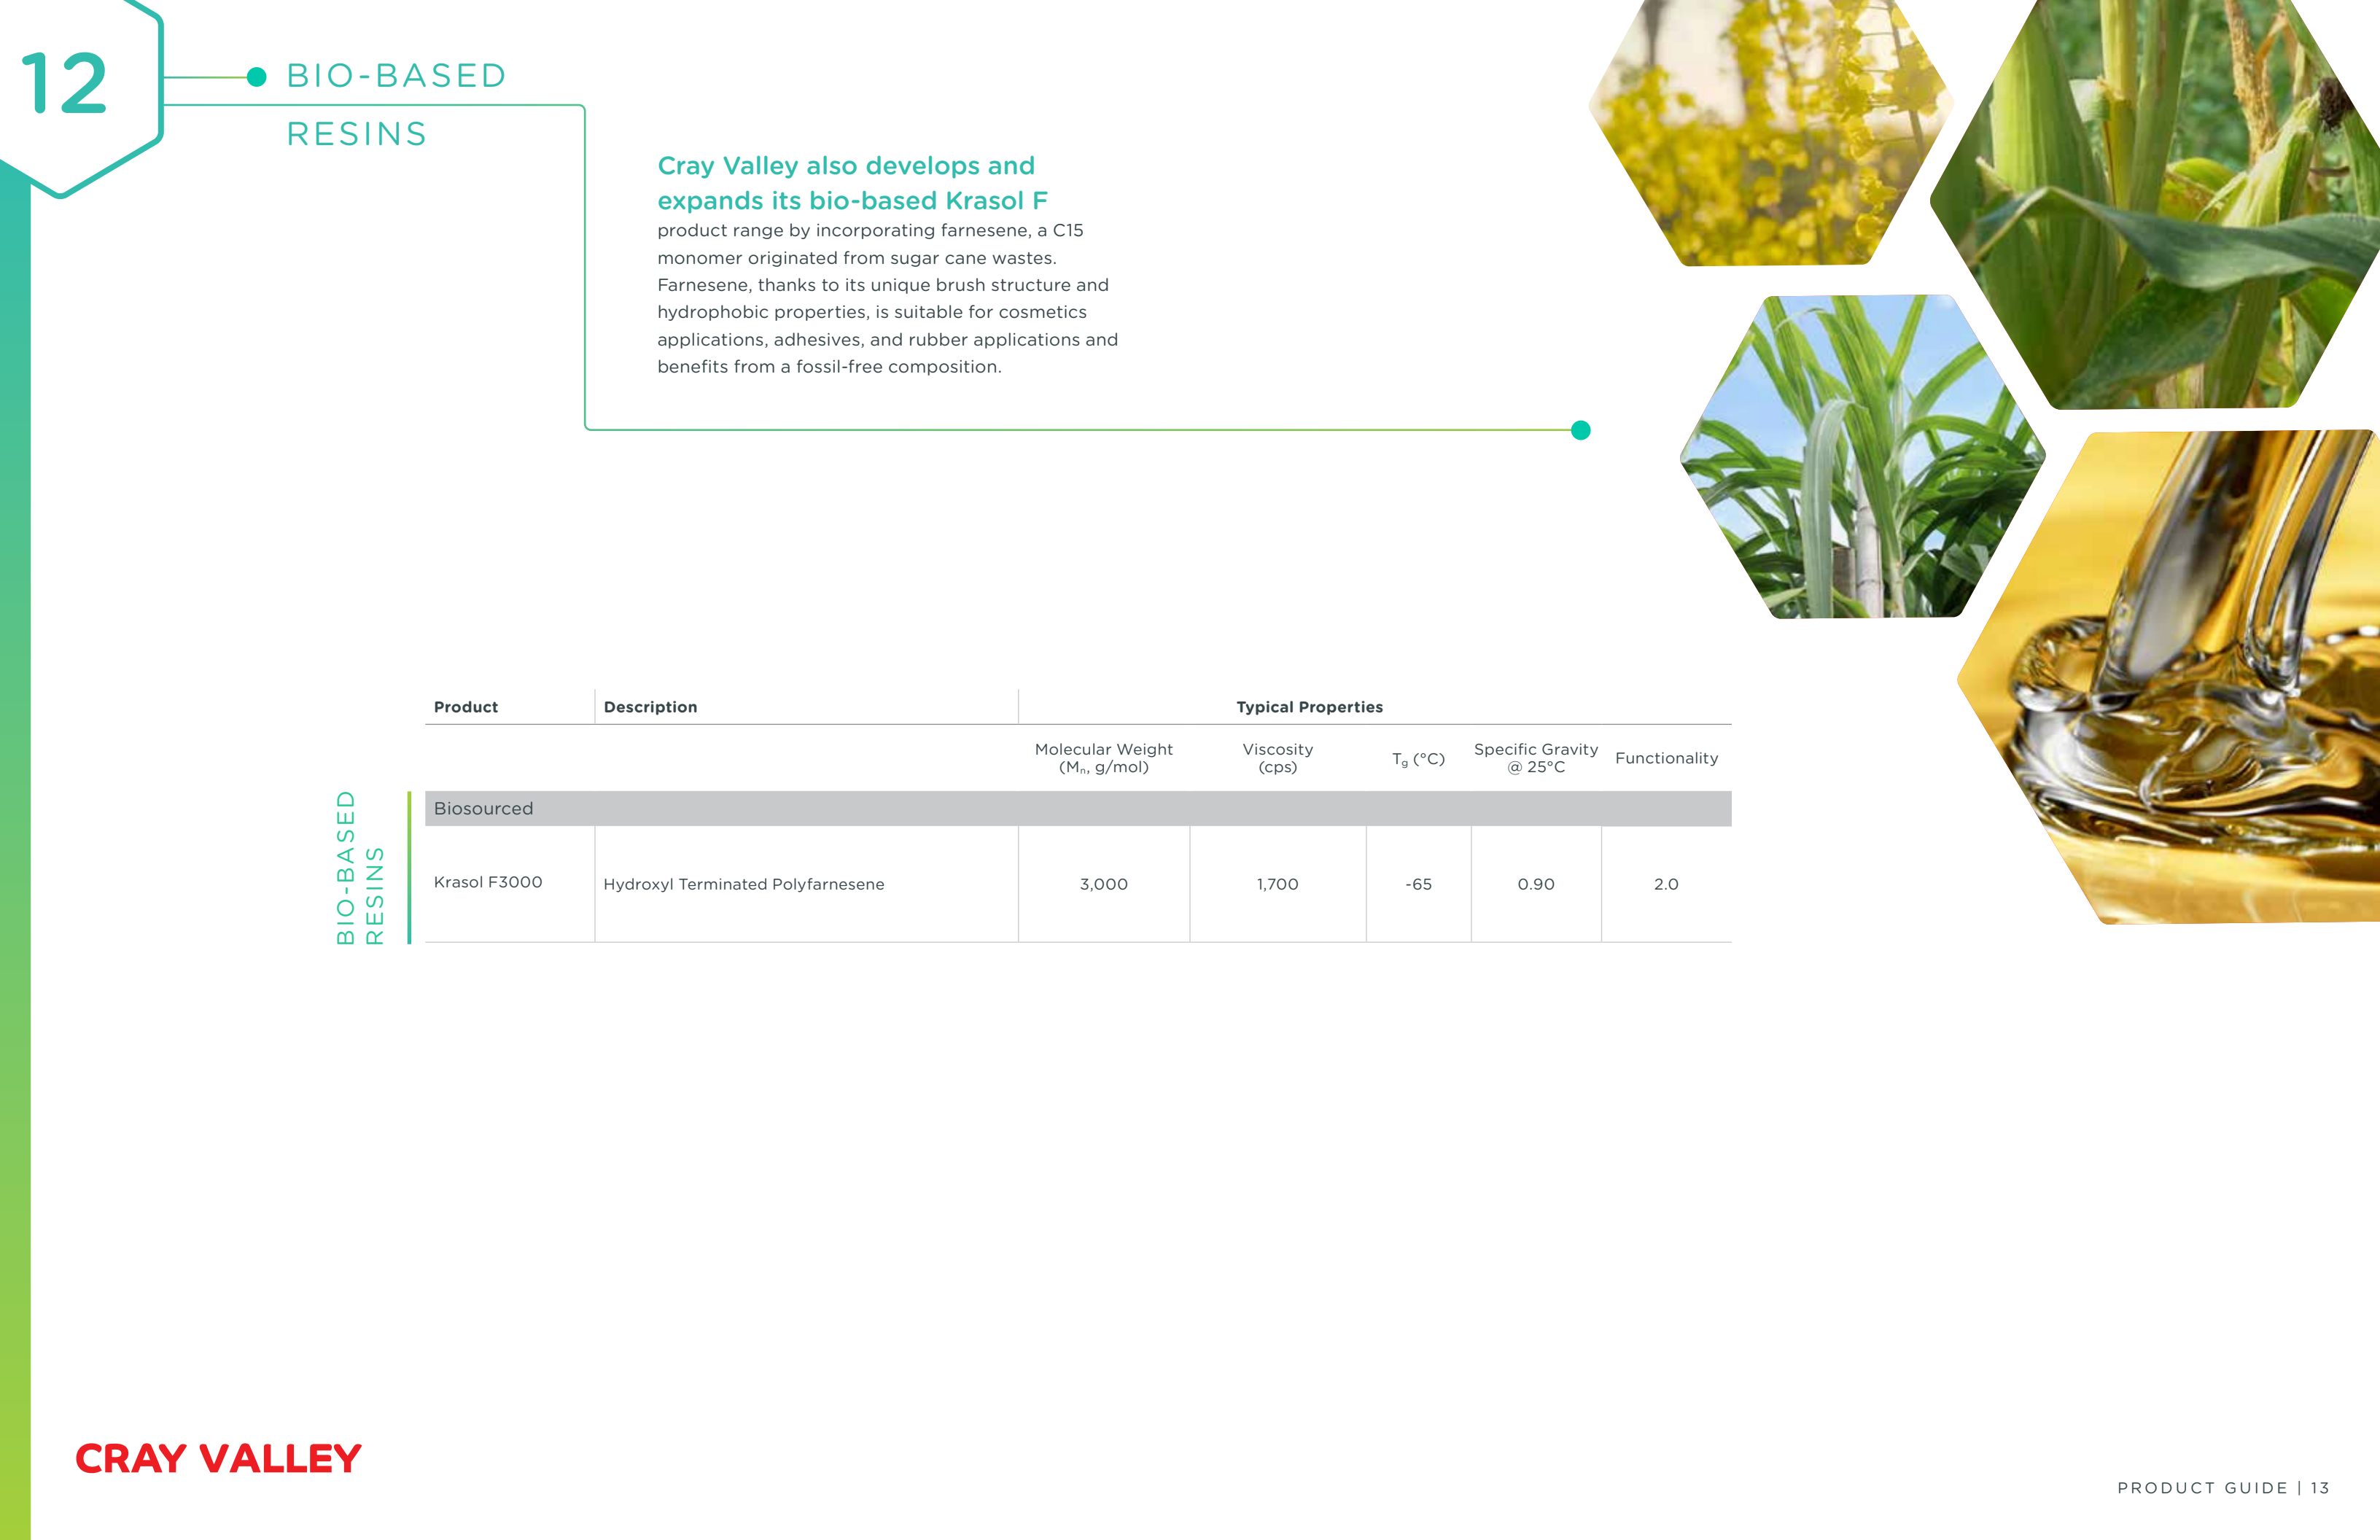 12
BIO-BASED
RESINS
Cray Valley also develops and
expands its bio-based Krasol F
product range by incorporating farnesene, a C15
monomer originated from sugar cane wastes.
Farnesene, thanks to its unique brush structure and
hydrophobic properties, is suitable for cosmetics
applications, adhesives, and rubber applications and
benefits from a fossil-free composition.
Product Description Typical Properties
Molecular Weight (Mₙ, g/mol) Viscosity (cps) Tg (°C) Specific Gravity @ 25°C Functionality
BIO-BASED
RESINS
Biosourced
Krasol F3000 Hydroxyl Terminated Polyfarnesene 3,000 1,700 -65 0.90 2.0
CRAY VALLEY
PRODUCT GUIDE | 13